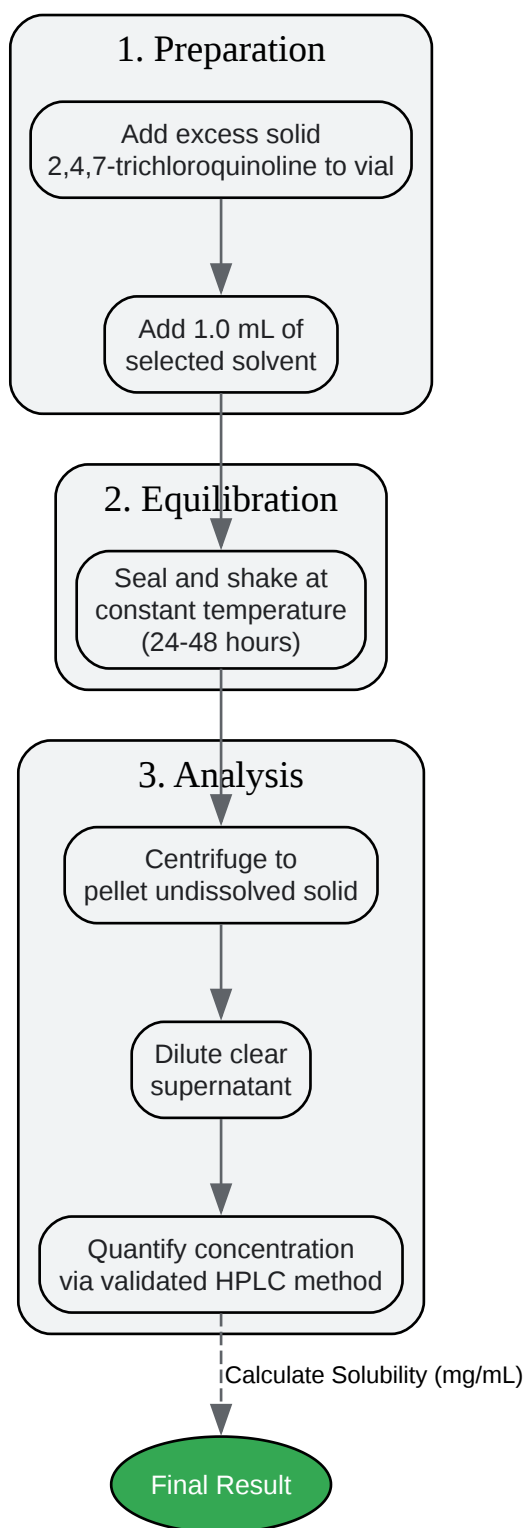 1. Preparation
Add excess solid
2,4,7-trichloroquinoline to vial
Add 1.0 mL of
selected solvent
2. Equilibration
Seal and shake at
constant temperature
(24-48 hours)
3. Analysis
Centrifuge to
pellet undissolved solid
Dilute clear
supernatant
Quantify concentration
via validated HPLC method
Calculate Solubility (mg/mL)
Final Result